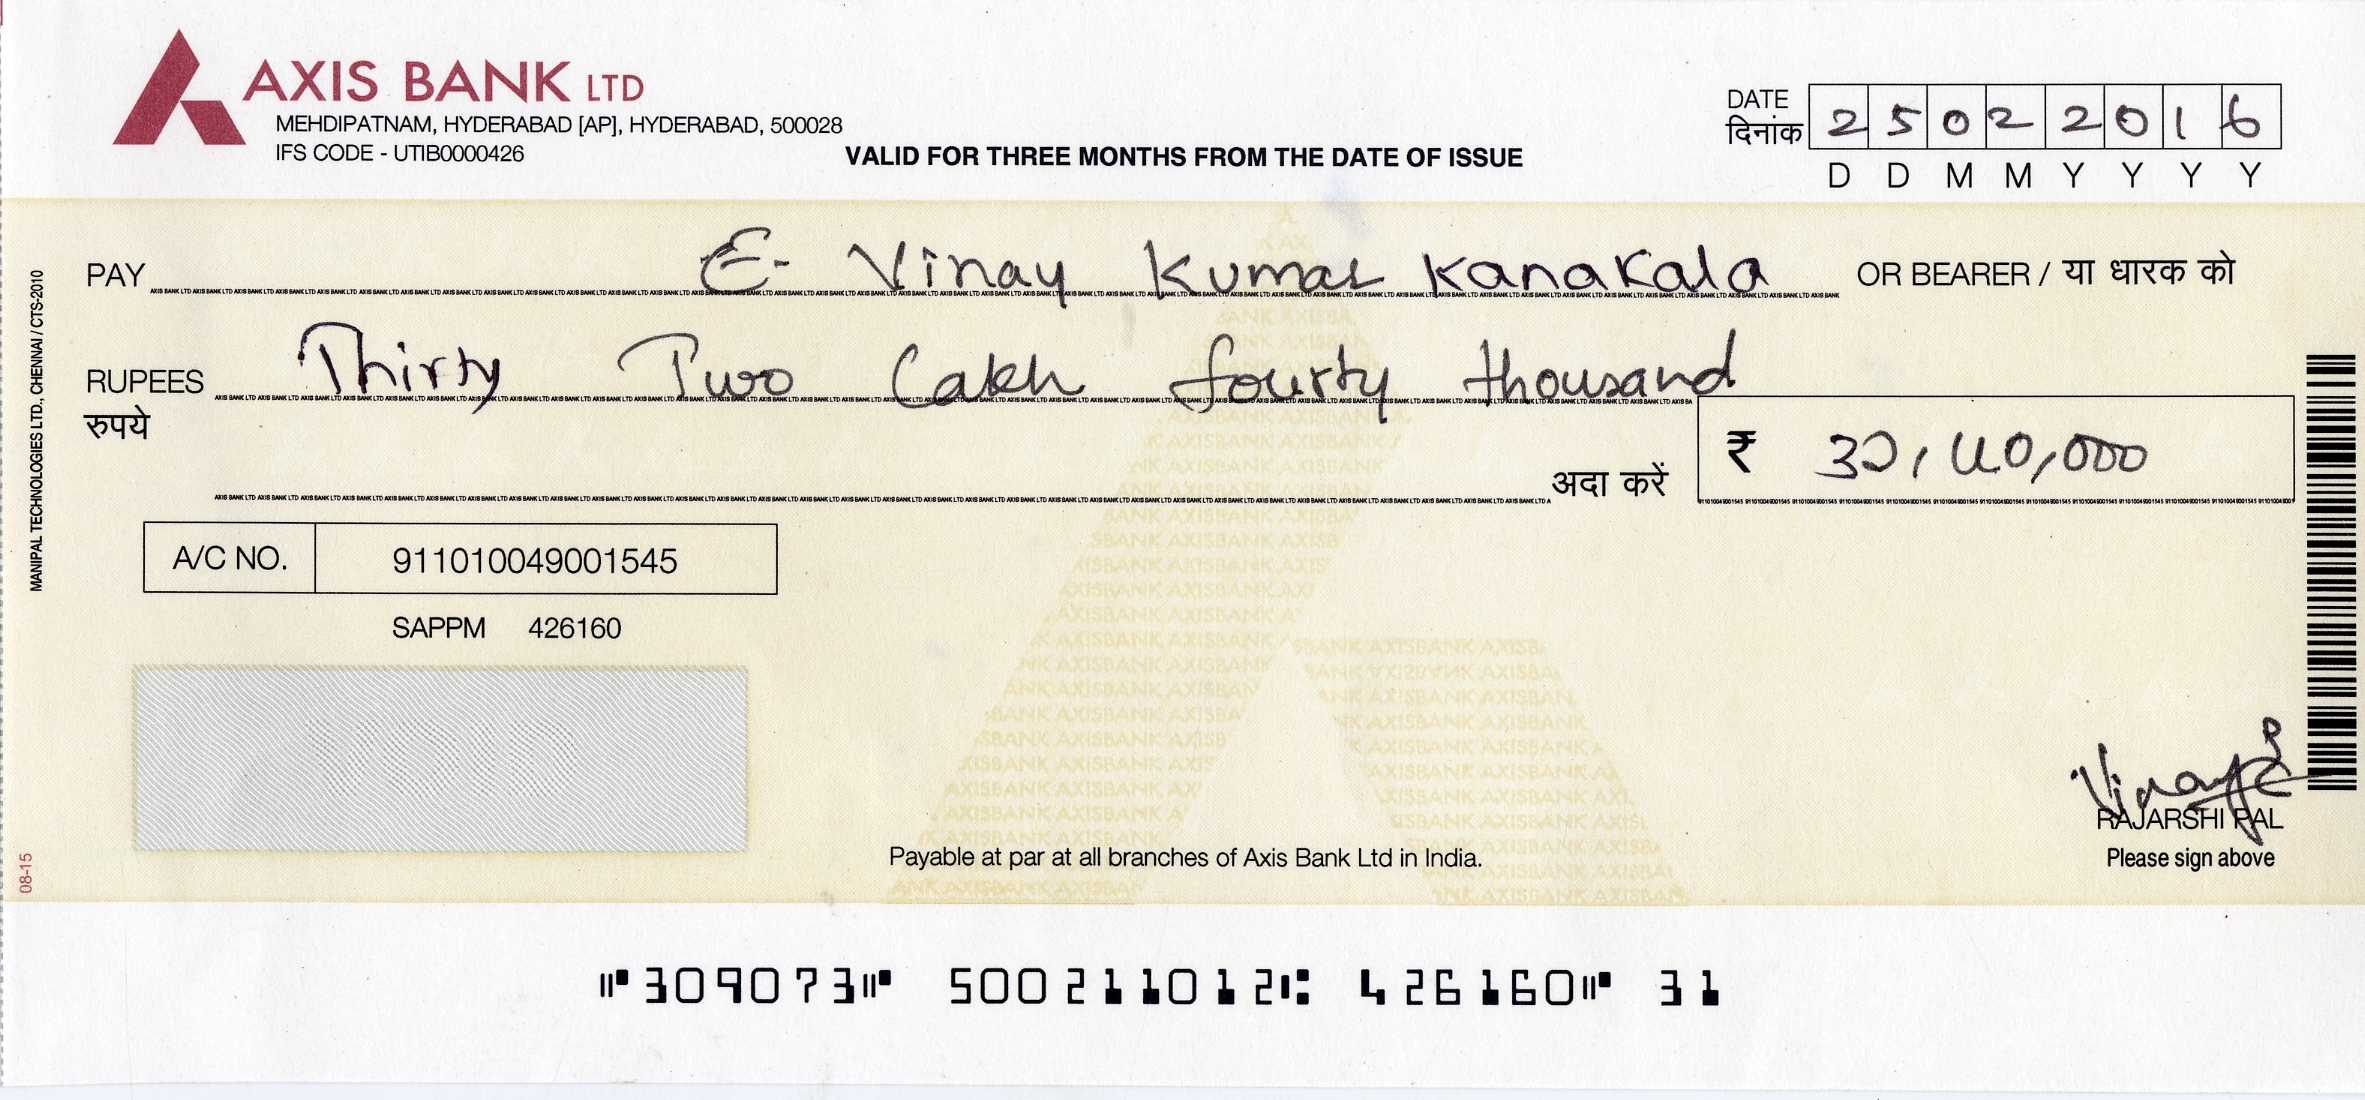 AXIS BANK LTD
MEHDIPATNAM, HYDERABAD [AP], HYDERABAD, 500028
IFS CODE - UTIB0000426
VALID FOR THREE MONTHS FROM THE DATE OF ISSUE
DATE
दिनांक
2 5 0 2 2 0 1 6
D D M M Y Y Y Y
PAY E. Vinay Kumar Kanakala OR BEARER / या धारक को
RUPEES Thirty Two Lakh fourty thousand
रुपये
अदा करें ₹ 32,40,000
A/C NO. 911010049001545
SAPPM 426160
VOID
Vinay E
RAJARSHI PAL
Please sign above
Payable at par at all branches of Axis Bank Ltd in India.
MANIPAL TECHNOLOGIES LTD., CHENNAI / CTS-2010
08-15
⑈309073⑈ 500211012⑆ 426160⑈ 31